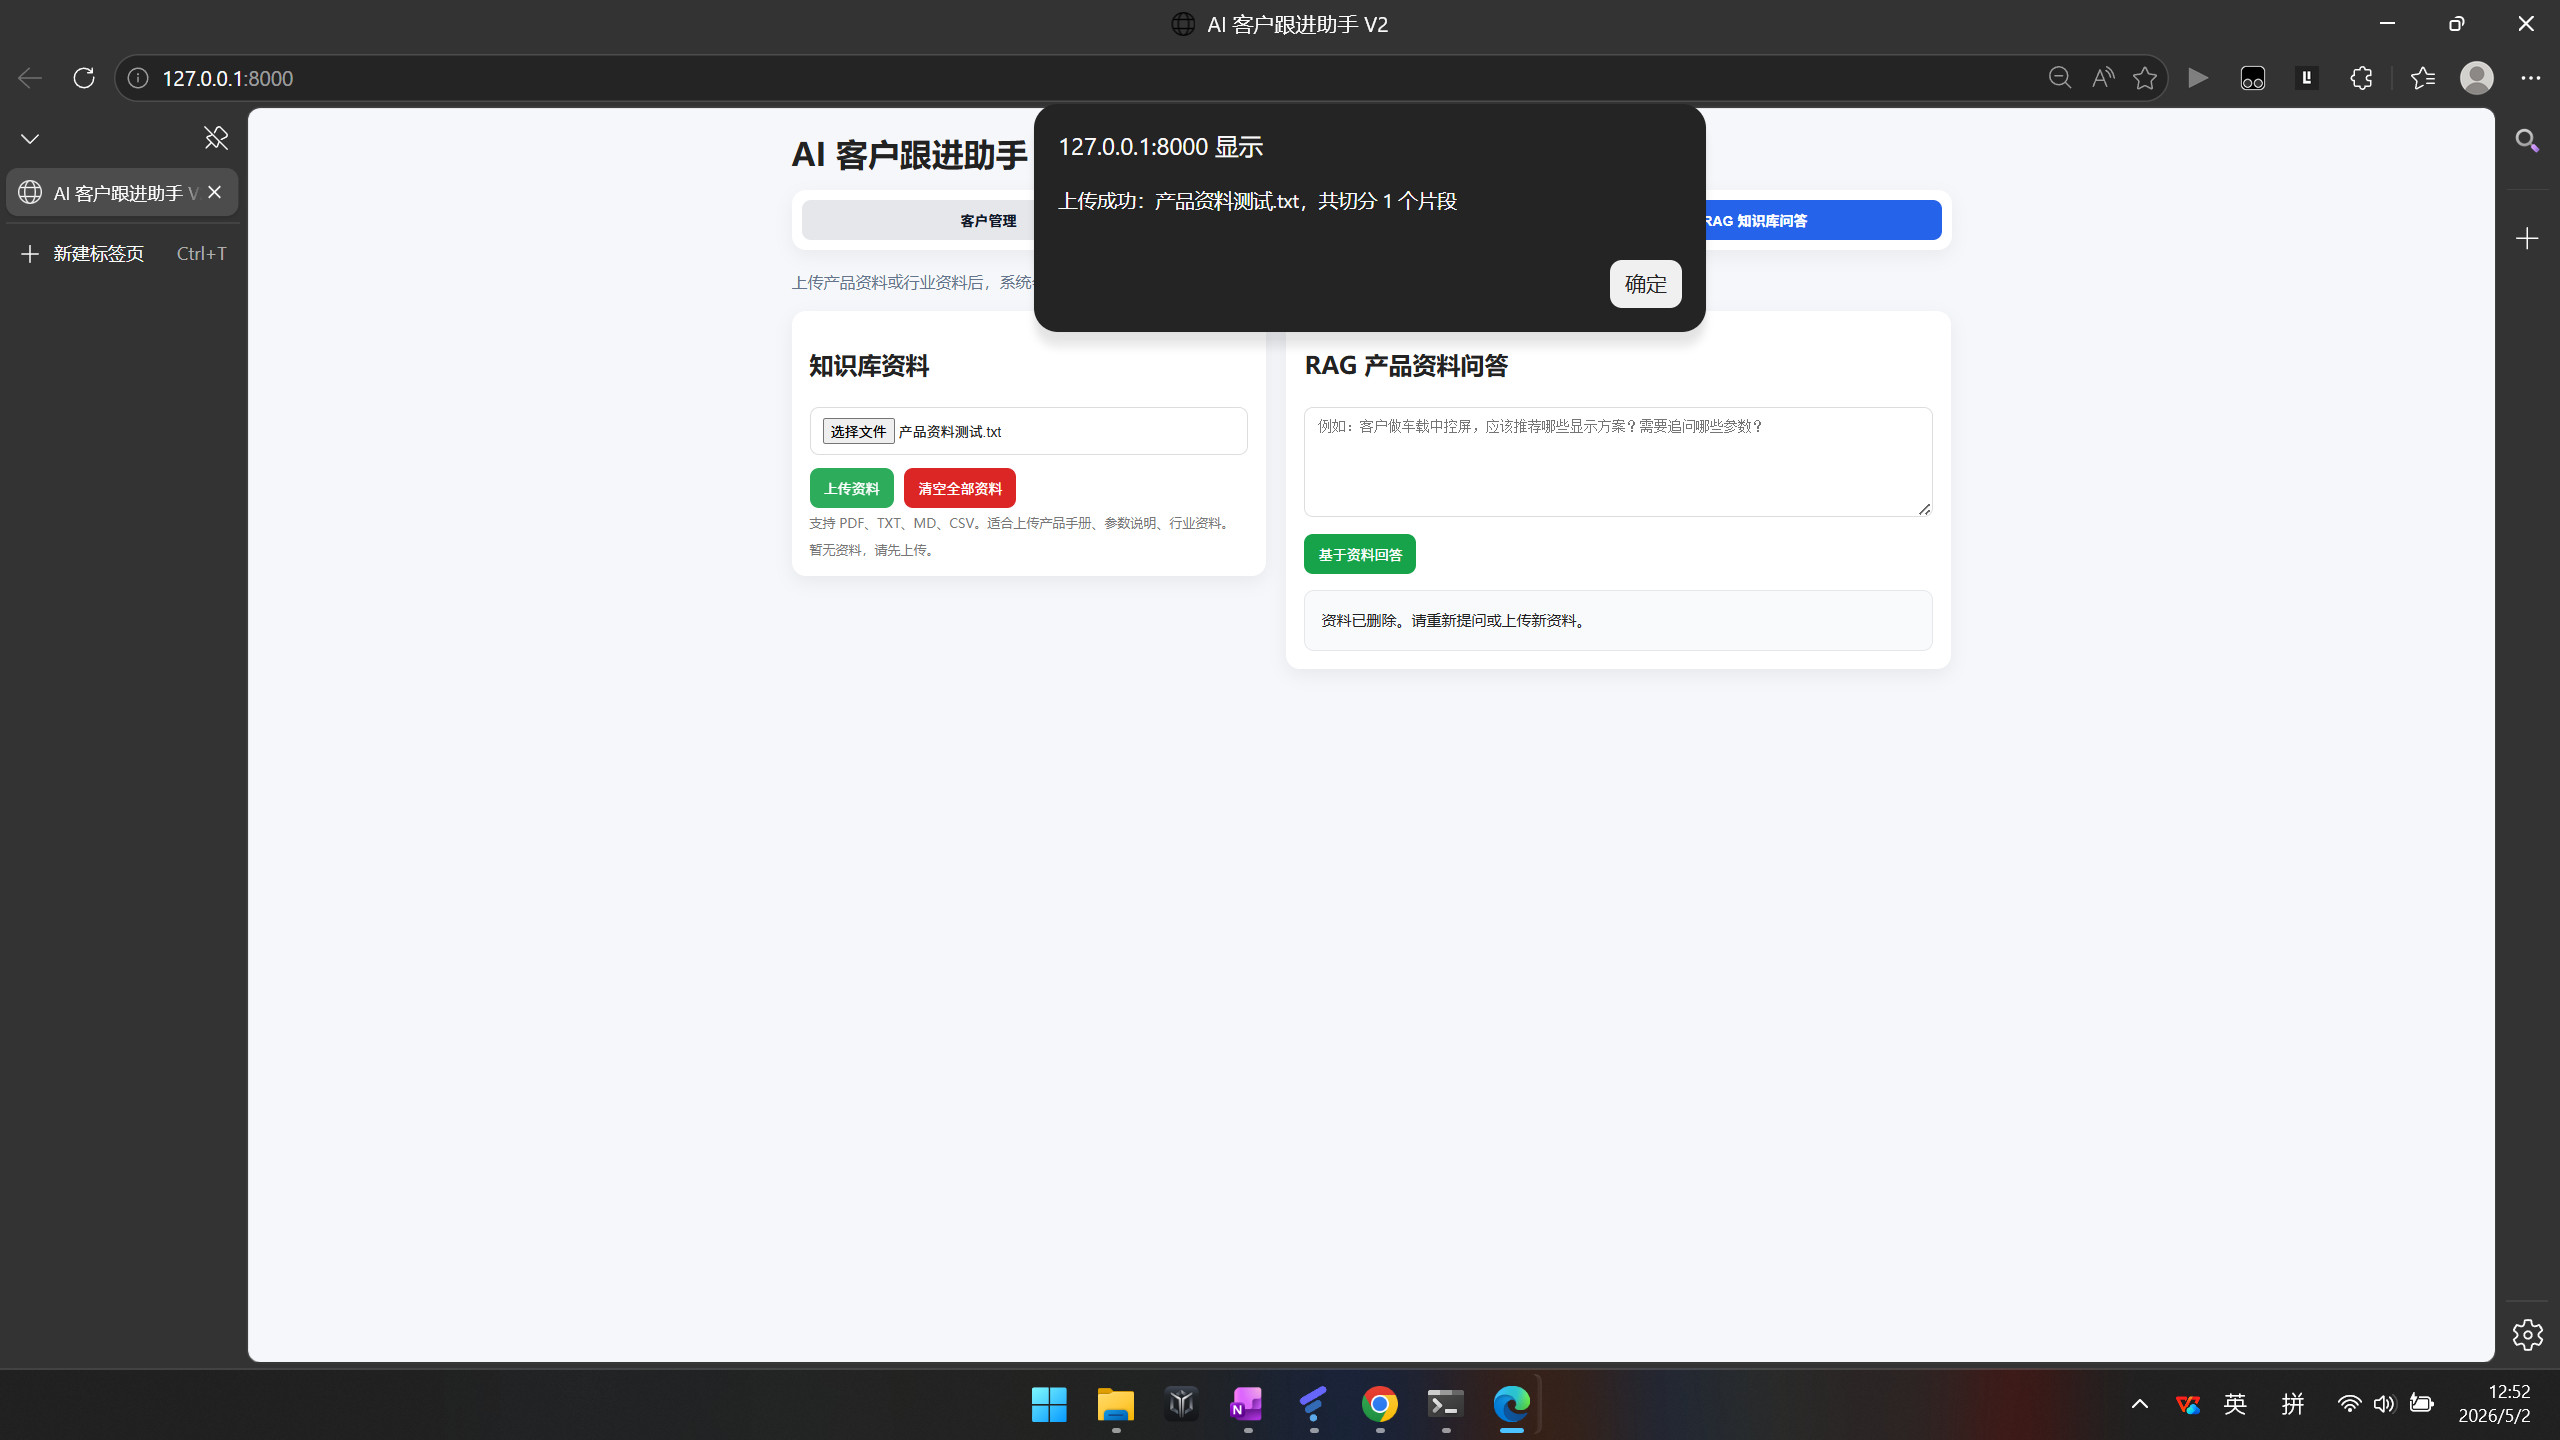 AI 客户跟进助手 V2
127.0.0.1:8000
AI 客户跟进助手 V
新建标签页 Ctrl+T
AI 客户跟进助手
127.0.0.1:8000 显示
上传成功：产品资料测试.txt，共切分 1 个片段
确定
客户管理
RAG 知识库问答
上传产品资料或行业资料后，系统
知识库资料
选择文件 产品资料测试.txt
上传资料 清空全部资料
支持 PDF、TXT、MD、CSV。适合上传产品手册、参数说明、行业资料。
暂无资料，请先上传。
RAG 产品资料问答
例如：客户做车载中控屏，应该推荐哪些显示方案？需要追问哪些参数？
基于资料回答
资料已删除。请重新提问或上传新资料。
英 拼
12:52
2026/5/2